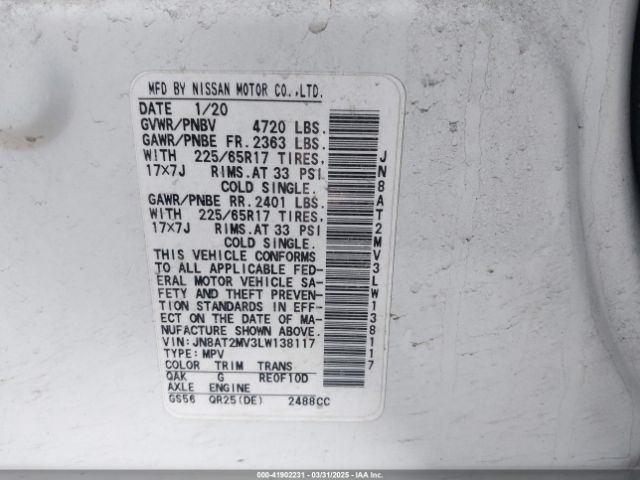 MFD BY NISSAN MOTOR CO.,LTD.
DATE 1/20
GVWR/PNBV 4720 LBS.
GAWR/PNBE FR. 2363 LBS.
WITH 225/65R17 TIRES,
17×7J RIMS.AT 33 PSI
COLD SINGLE.
GAWR/PNBE RR. 2401 LBS.
WITH 225/65R17 TIRES,
17×7J RIMS.AT 33 PSI
COLD SINGLE.
THIS VEHICLE CONFORMS
TO ALL APPLICABLE FED-
ERAL MOTOR VEHICLE SA-
FETY AND THEFT PREVEN-
TION STANDARDS IN EFF-
ECT ON THE DATE OF MA-
NUFACTURE SHOWN ABOVE.
VIN: JN8AT2MV3LW138117
TYPE: MPV
COLOR TRIM TRANS
QAK G RE0F10D
AXLE ENGINE
GS56 QR25(DE) 2488CC
JN8AT2MV3LW138117
000-41902231 - 03/31/2025 - IAA Inc.